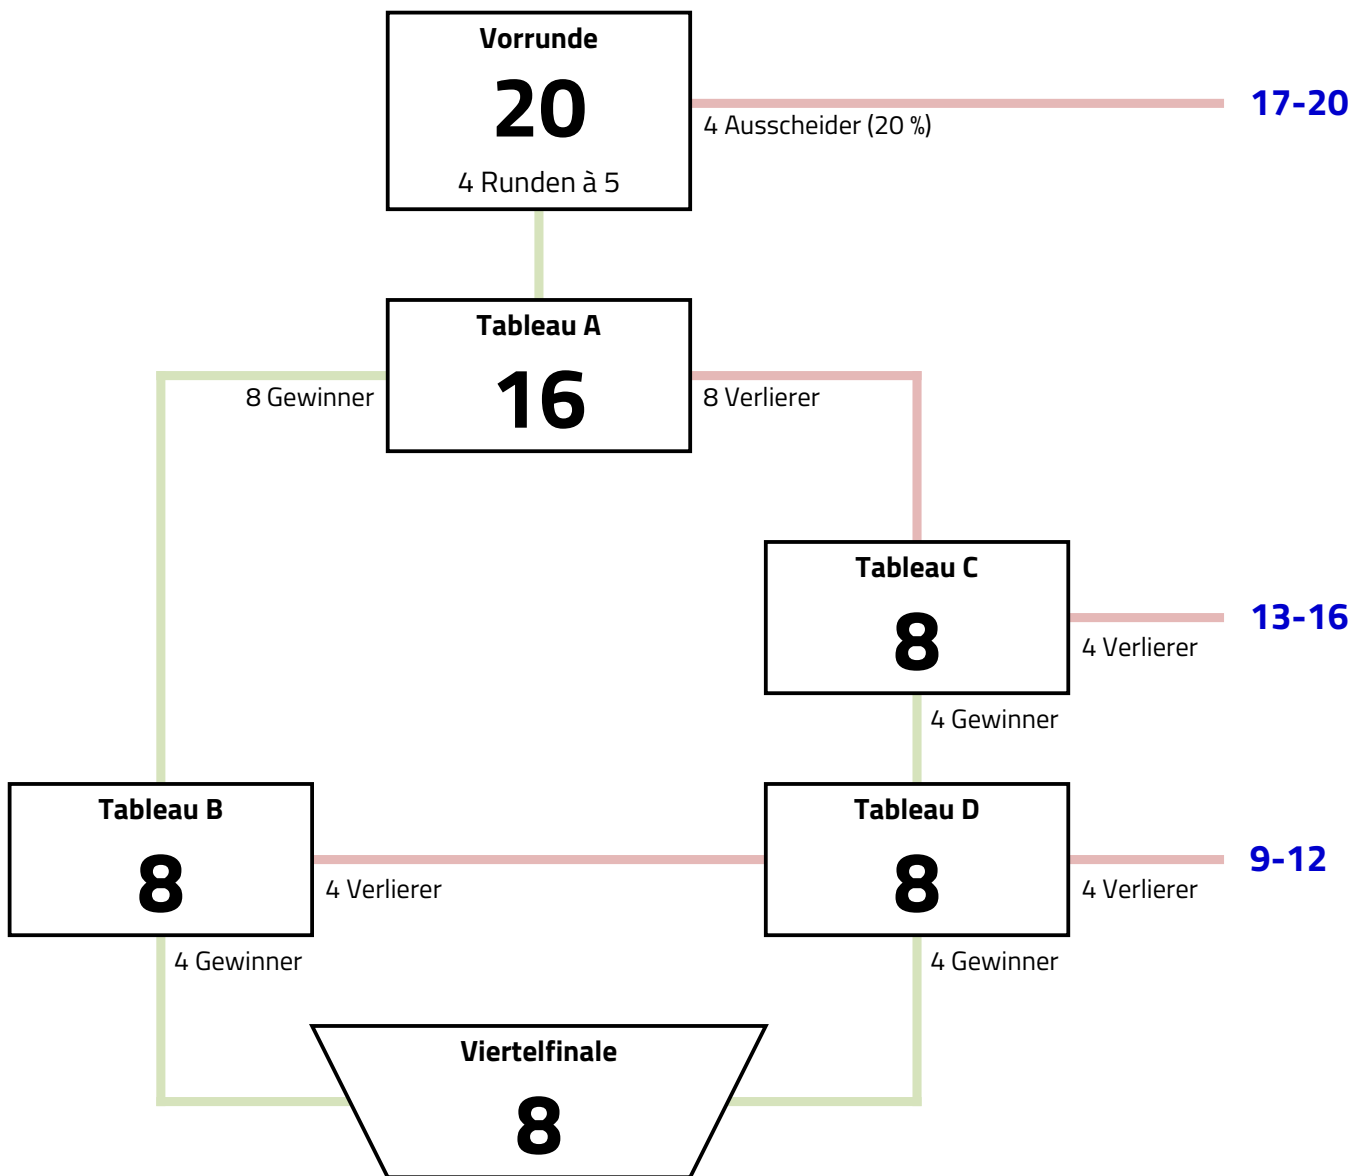 Vorrunde
20
4 Runden à 5
4 Ausscheider (20 %)
17-20
Tableau A
16
8 Gewinner
8 Verlierer
Tableau C
8
4 Verlierer
13-16
4 Gewinner
Tableau B
8
4 Verlierer
4 Gewinner
Tableau D
8
4 Verlierer
9-12
4 Gewinner
Viertelfinale
8